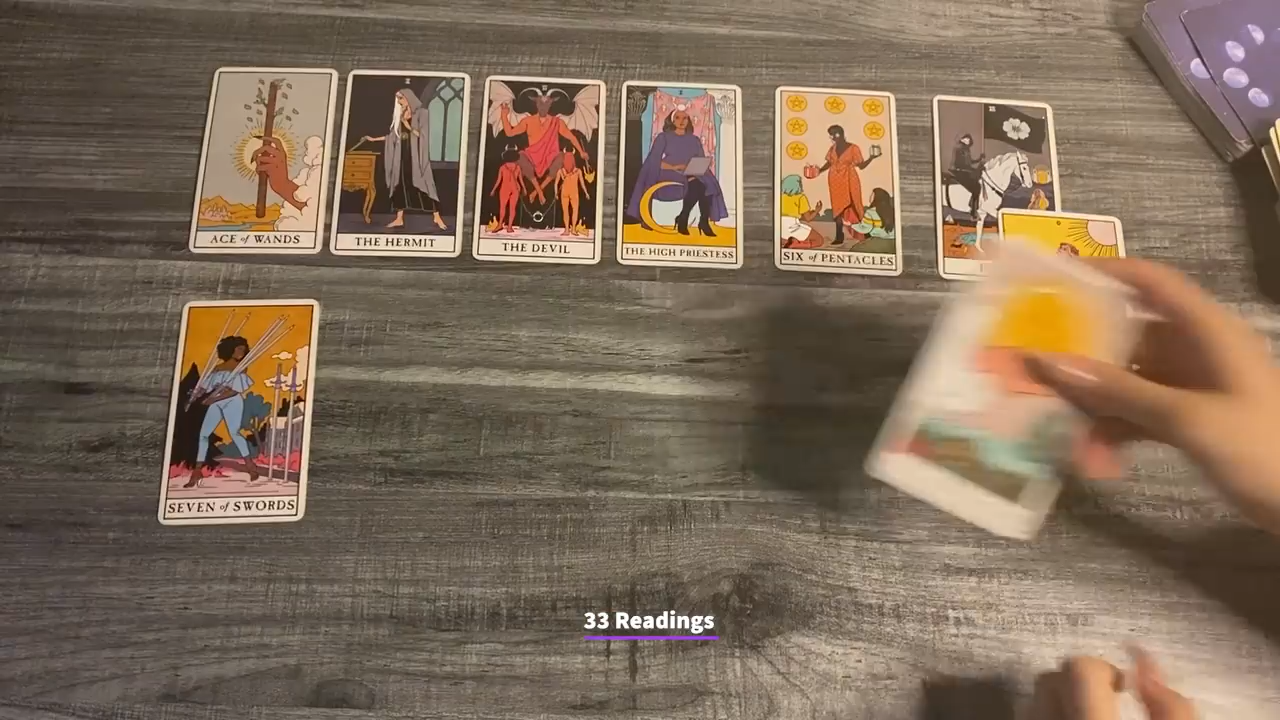 ACE of WANDS
THE HERMIT
THE DEVIL
THE HIGH PRIESTESS
SIX of PENTACLES
SEVEN of SWORDS
33 Readings